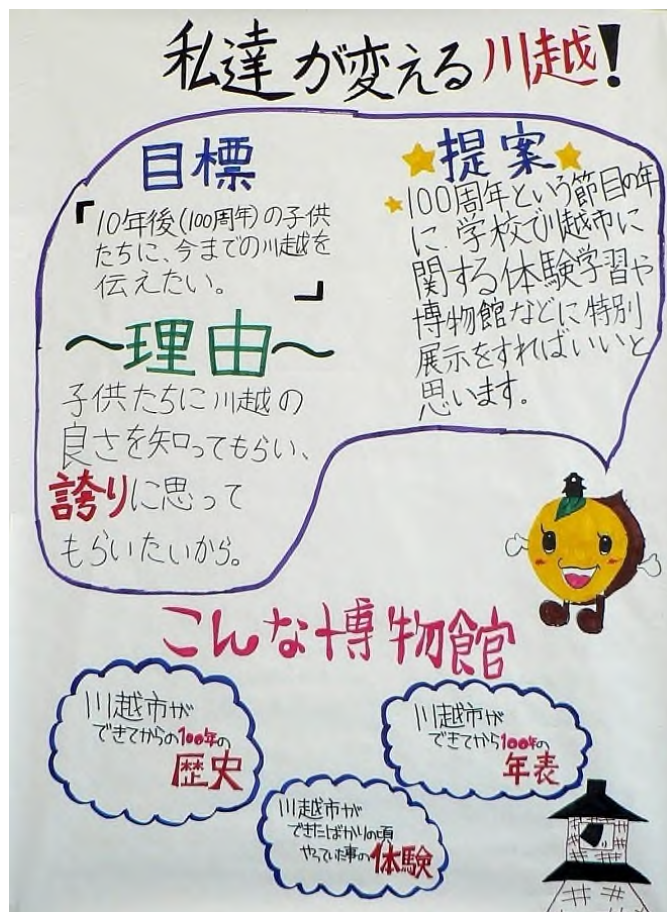 私達が変える川越!
目標
『10年後(100周年)の子供
たちに、今までの川越を
伝えたい。』
〜理由〜
子供たちに川越の
良さを知ってもらい、
誇りに思って
もらいたいから。
提案
100周年という節目の年
に、学校で川越市に
関する体験学習や
博物館などに特別
展示をすればいいと
思います。
こんな博物館
川越市が
できてからの100年の
歴史
川越市が
できてから100年の
年表
川越市が
できたばかりの頃
やっていた事の体験